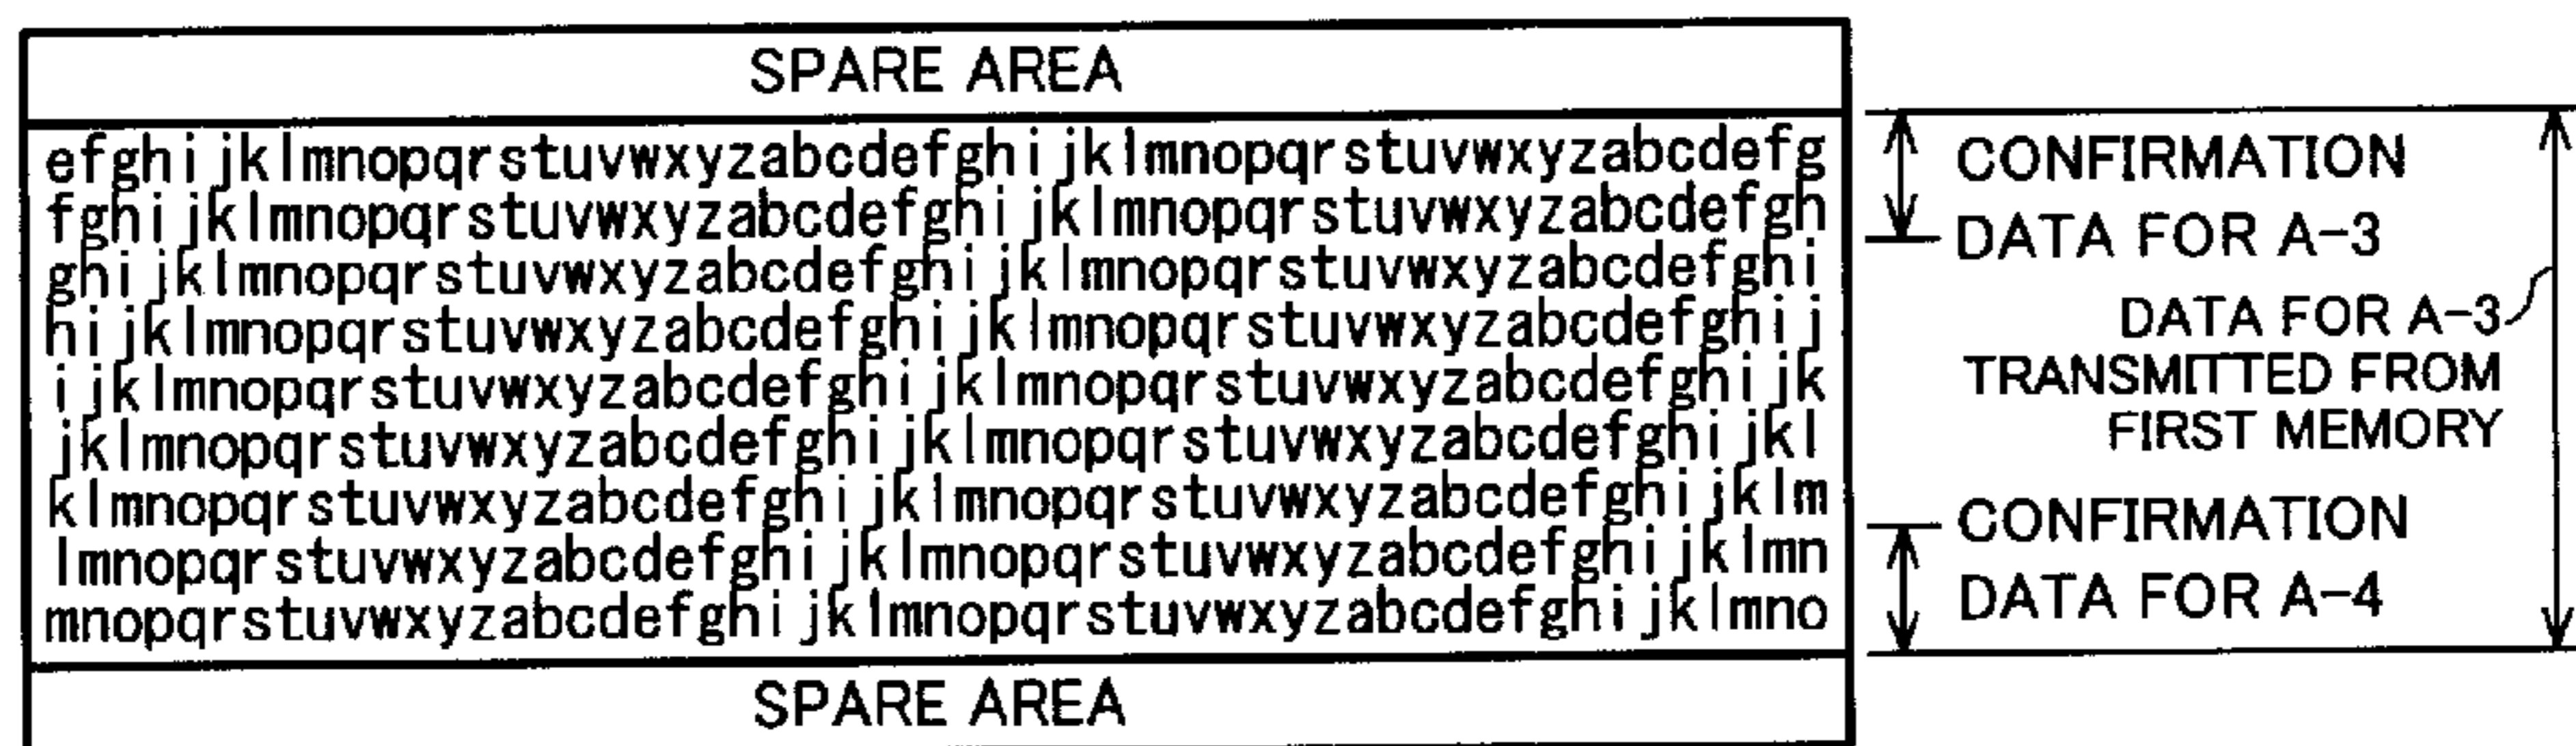 SPARE AREA
efghijklmnopqrstuvwxyzabcdefghijklmnopqrstuvwxyzabcdefg
fghijklmnopqrstuvwxyzabcdefghijklmnopqrstuvwxyzabcdefgh
ghijklmnopqrstuvwxyzabcdefghijklmnopqrstuvwxyzabcdefghi
hijklmnopqrstuvwxyzabcdefghijklmnopqrstuvwxyzabcdefghij
ijklmnopqrstuvwxyzabcdefghijklmnopqrstuvwxyzabcdefghijk
jklmnopqrstuvwxyzabcdefghijklmnopqrstuvwxyzabcdefghijkl
klmnopqrstuvwxyzabcdefghijklmnopqrstuvwxyzabcdefghijklm
lmnopqrstuvwxyzabcdefghijklmnopqrstuvwxyzabcdefghijklmn
mnopqrstuvwxyzabcdefghijklmnopqrstuvwxyzabcdefghijklmno
SPARE AREA
CONFIRMATION
DATA FOR A-3
DATA FOR A-3
TRANSMITTED FROM
FIRST MEMORY
CONFIRMATION
DATA FOR A-4